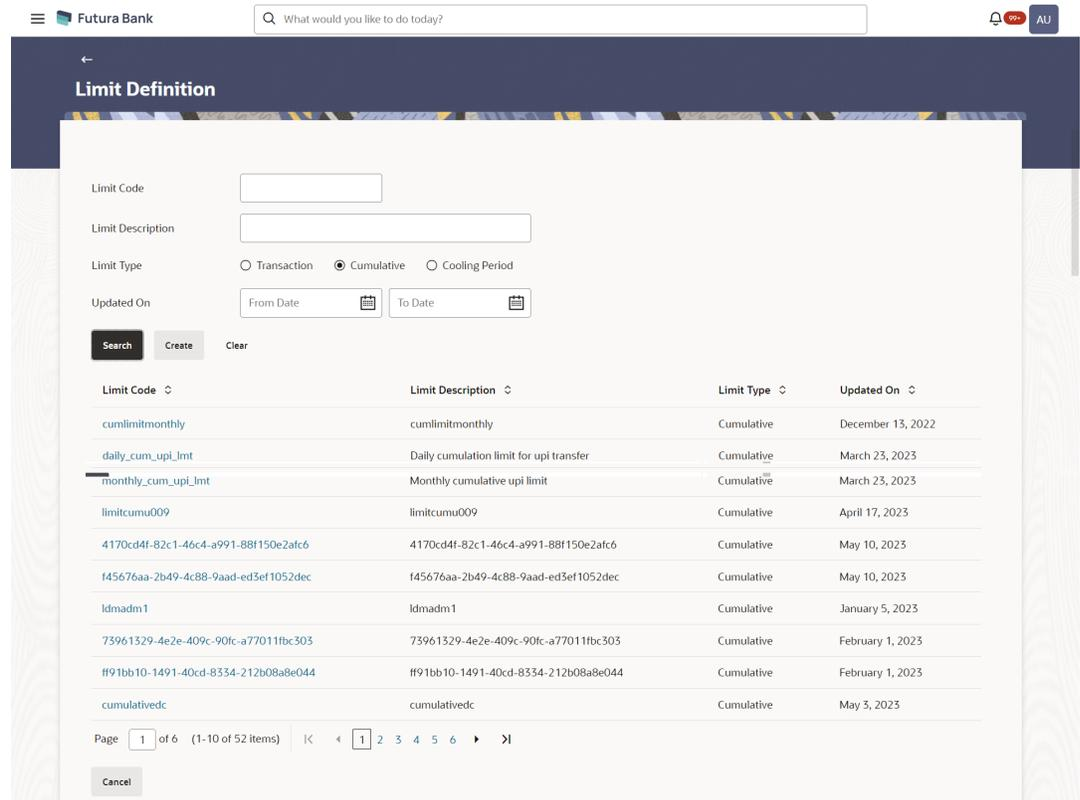 Futura Bank What would you like to do today? 99+ AU
Limit Definition
Limit Code
Limit Description
Limit Type Transaction Cumulative Cooling Period
Updated On From Date To Date
Search Create Clear
Limit Code Limit Description Limit Type Updated On
cumlimitmonthly cumlimitmonthly Cumulative December 13, 2022
daily_cum_upi_lmt Daily cumulation limit for upi transfer Cumulative March 23, 2023
monthly_cum_upi_lmt Monthly cumulative upi limit Cumulative March 23, 2023
limitcumu009 limitcumu009 Cumulative April 17, 2023
4170cd4f-82c1-46c4-a991-88f150e2afc6 4170cd4f-82c1-46c4-a991-88f150e2afc6 Cumulative May 10, 2023
f45676aa-2b49-4c88-9aad-ed3ef1052dec f45676aa-2b49-4c88-9aad-ed3ef1052dec Cumulative May 10, 2023
ldmadm1 ldmadm1 Cumulative January 5, 2023
73961329-4e2e-409c-90fc-a77011fbc303 73961329-4e2e-409c-90fc-a77011fbc303 Cumulative February 1, 2023
ff91bb10-1491-40cd-8334-212b08a8e044 ff91bb10-1491-40cd-8334-212b08a8e044 Cumulative February 1, 2023
cumulativedc cumulativedc Cumulative May 3, 2023
Page 1 of 6 (1-10 of 52 items) 1 2 3 4 5 6
Cancel